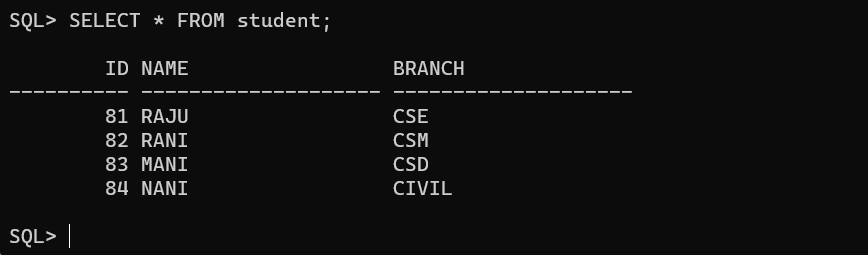 SQL> SELECT * FROM student;
        ID NAME                 BRANCH
---------- -------------------- --------------------
        81 RAJU                 CSE
        82 RANI                 CSM
        83 MANI                 CSD
        84 NANI                 CIVIL
SQL>